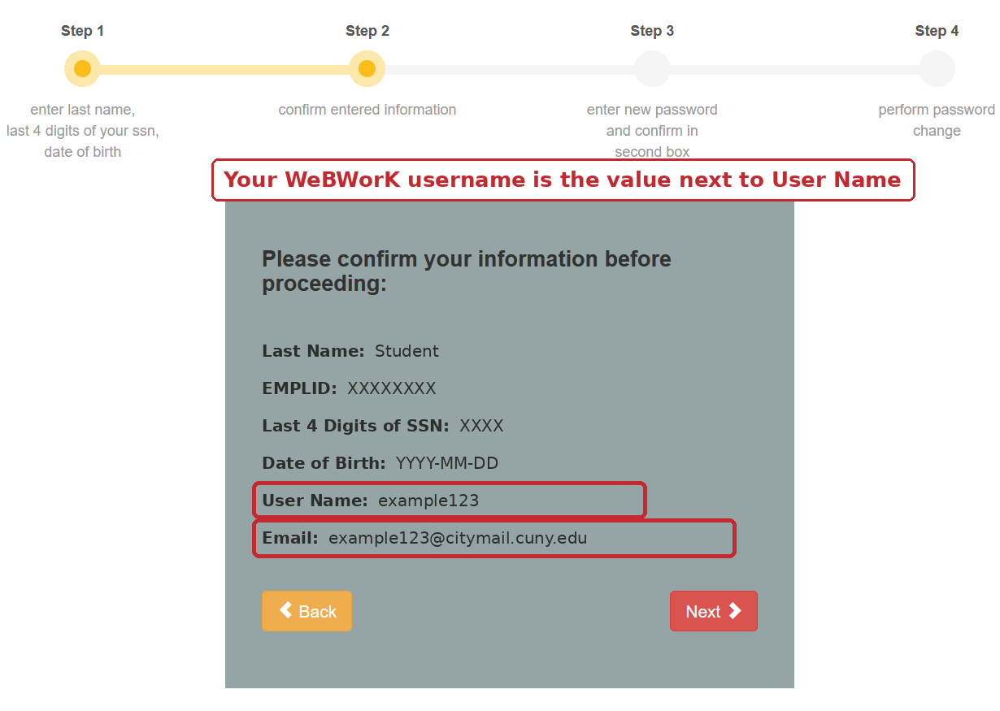 Step 1
Step 2
Step 3
Step 4
enter last name,
last 4 digits of your ssn,
date of birth
confirm entered information
enter new password
and confirm in
second box
perform password
change
Your WeBWorK username is the value next to User Name
Please confirm your information before
proceeding:
Last Name: Student
EMPLID: XXXXXXXX
Last 4 Digits of SSN: XXXX
Date of Birth: YYYY-MM-DD
User Name: example123
Email: example123@citymail.cuny.edu
Back
Next